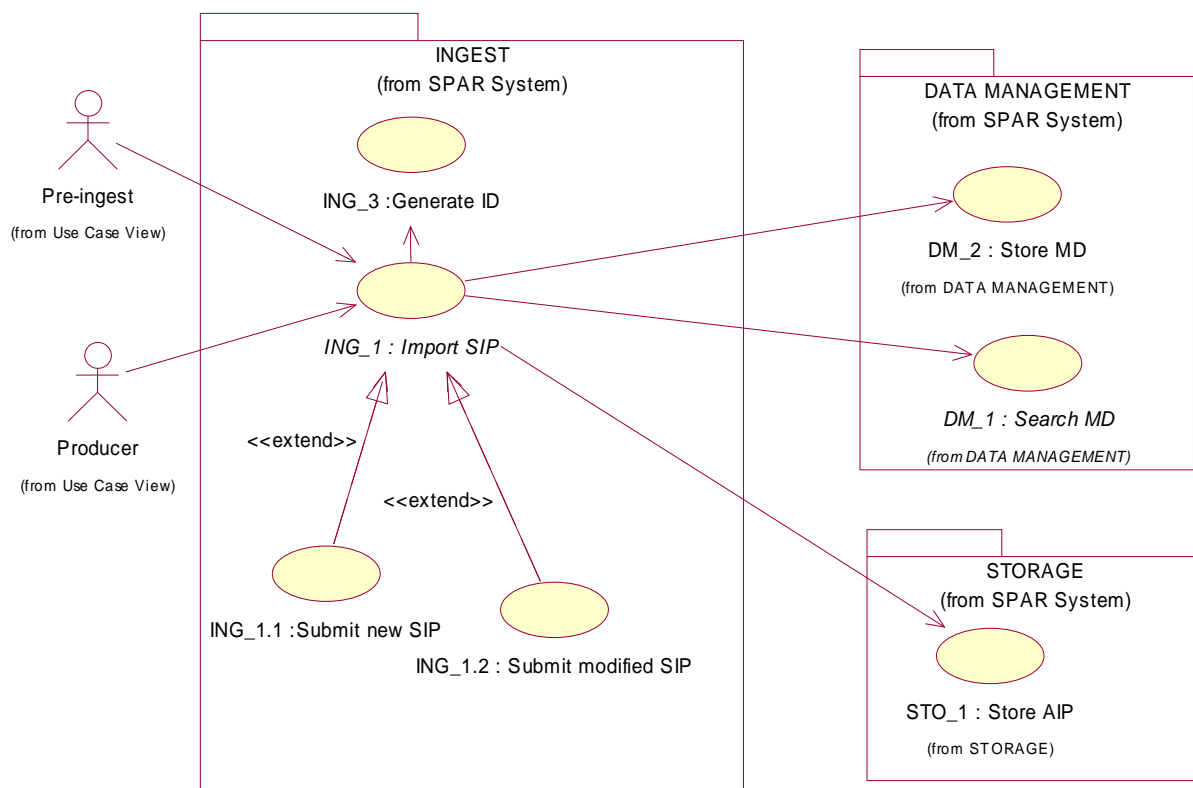 INGEST
(from SPAR System)
ING_3 :Generate ID
Pre-ingest
(from Use Case View)
ING_1 : Import SIP
Producer
(from Use Case View)
<<extend>>
<<extend>>
ING_1.1 :Submit new SIP
ING_1.2 : Submit modified SIP
DATA MANAGEMENT
(from SPAR System)
DM_2 : Store MD
(from DATA MANAGEMENT)
DM_1 : Search MD
(from DATA MANAGEMENT)
STORAGE
(from SPAR System)
STO_1 : Store AIP
(from STORAGE)